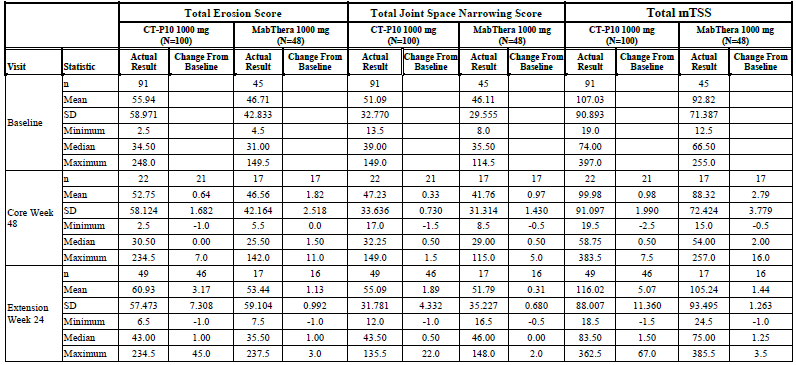 Total Erosion Score Total Joint Space Narrowing Score Total mTSS
CT-P10 1000 mg (N=100) MabThera 1000 mg (N=48) CT-P10 1000 mg (N=100) MabThera 1000 mg (N=48) CT-P10 1000 mg (N=100) MabThera 1000 mg (N=48)
Visit Statistic Actual Result Change From Baseline Actual Result Change From Baseline Actual Result Change From Baseline Actual Result Change From Baseline Actual Result Change From Baseline Actual Result Change From Baseline
Baseline
n 91 45 91 45 91 45
Mean 55.94 46.71 51.09 46.11 107.03 92.82
SD 58.971 42.833 32.770 29.555 90.893 71.387
Minimum 2.5 4.5 13.5 8.0 19.0 12.5
Median 34.50 31.00 39.00 35.50 74.00 66.50
Maximum 248.0 149.5 149.0 114.5 397.0 255.0
Core Week 48
n 22 21 17 17 22 21 17 17 22 21 17 17
Mean 52.75 0.64 46.56 1.82 47.23 0.33 41.76 0.97 99.98 0.98 88.32 2.79
SD 58.124 1.682 42.164 2.518 33.636 0.730 31.314 1.430 91.097 1.990 72.424 3.779
Minimum 2.5 -1.0 5.5 0.0 17.0 -1.5 8.5 -0.5 19.5 -2.5 15.0 -0.5
Median 30.50 0.00 25.50 1.50 32.25 0.50 29.00 0.50 58.75 0.50 54.00 2.00
Maximum 234.5 7.0 142.0 11.0 149.0 1.5 115.0 5.0 383.5 7.5 257.0 16.0
Extension Week 24
n 49 46 17 16 49 46 17 16 49 46 17 16
Mean 60.93 3.17 53.44 1.13 55.09 1.89 51.79 0.31 116.02 5.07 105.24 1.44
SD 57.473 7.308 59.104 0.992 31.781 4.332 35.227 0.680 88.007 11.360 93.495 1.263
Minimum 6.5 -1.0 7.5 -1.0 12.0 -1.0 16.5 -0.5 18.5 -1.5 24.5 -1.0
Median 43.00 1.00 35.50 1.00 43.50 0.50 46.00 0.00 83.50 1.50 75.00 1.25
Maximum 234.5 45.0 237.5 3.0 135.5 22.0 148.0 2.0 362.5 67.0 385.5 3.5